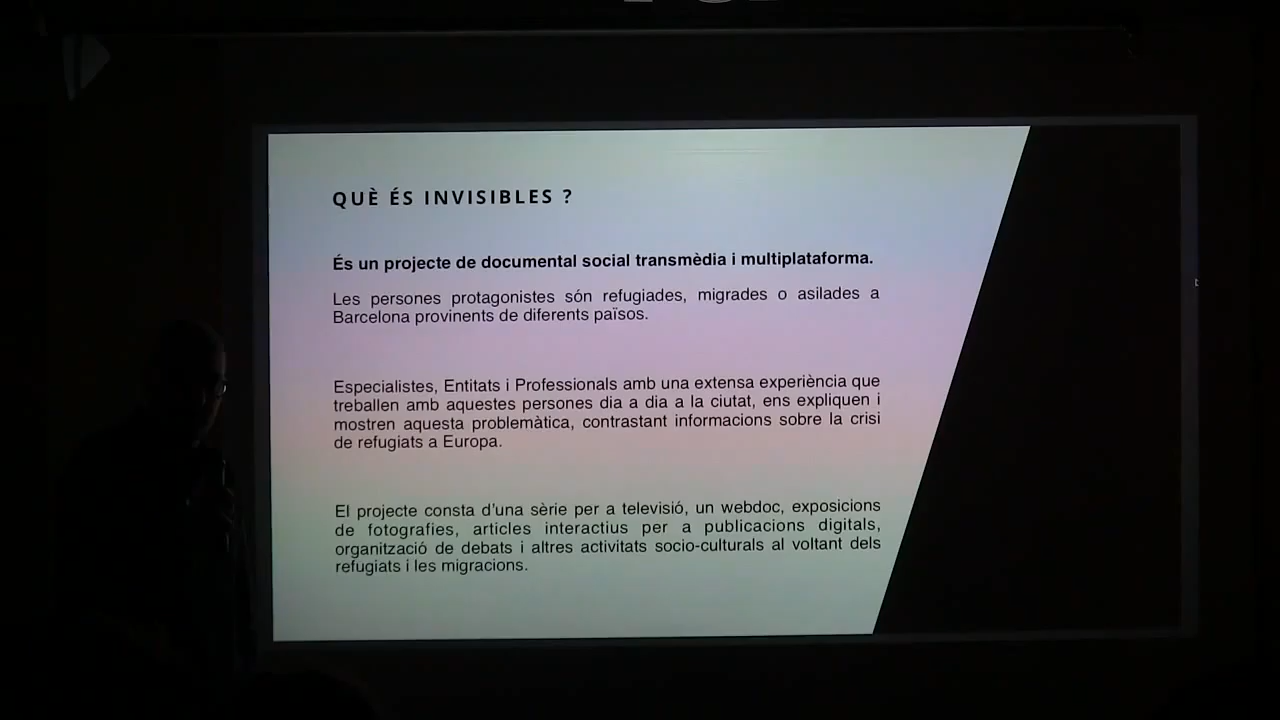 QUÈ ÉS INVISIBLES ?
És un projecte de documental social transmèdia i multiplataforma.
Les persones protagonistes són refugiades, migrades o asilades a
Barcelona provinents de diferents països.
Especialistes, Entitats i Professionals amb una extensa experiència que
treballen amb aquestes persones dia a dia a la ciutat, ens expliquen i
mostren aquesta problemàtica, contrastant informacions sobre la crisi
de refugiats a Europa.
El projecte consta d'una sèrie per a televisió, un webdoc, exposicions
de fotografies, articles interactius per a publicacions digitals,
organització de debats i altres activitats socio-culturals al voltant dels
refugiats i les migracions.